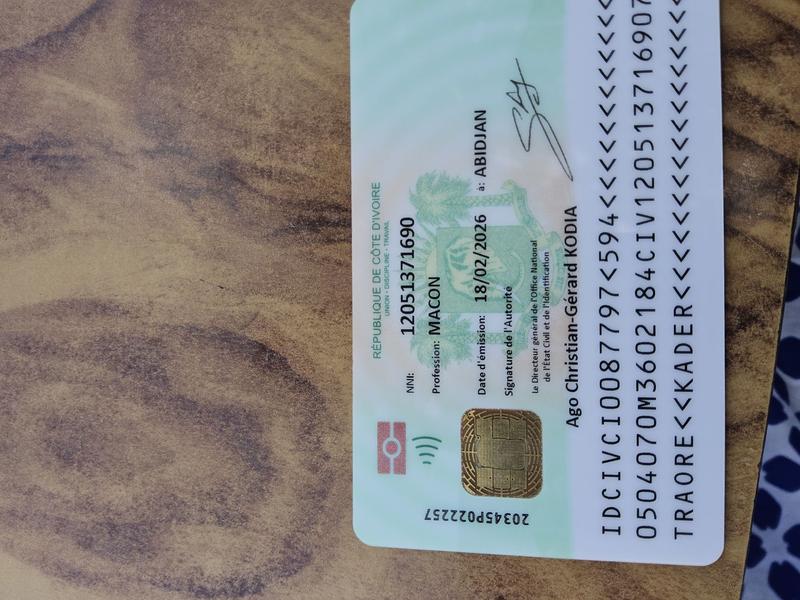 RÉPUBLIQUE DE CÔTE D'IVOIRE
UNION - DISCIPLINE - TRAVAIL
NNI: 12051371690
Profession: MACON
Date d'émission: 18/02/2026 à: ABIDJAN
Signature de l'Autorité
Le Directeur général de l'Office National
de l'État Civil et de l'Identification
Ago Christian-Gérard KODIA
20345P022257
IDCIVCI0087797<594<<<<<<<<<<<
0504070M3602184CIV12051371690
TRAORE<<KADER<<<<<<<<<<<<<<<<